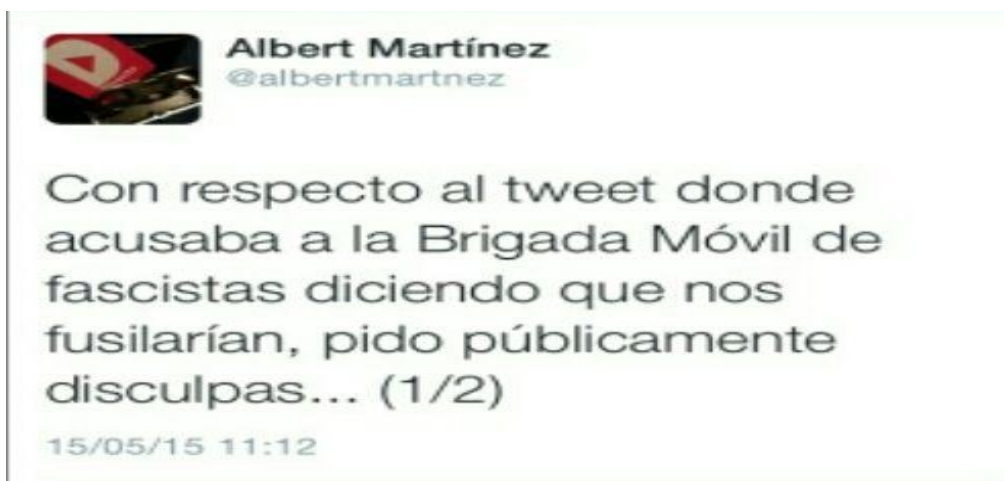 Albert Martínez
@albertmartnez
Con respecto al tweet donde
acusaba a la Brigada Móvil de
fascistas diciendo que nos
fusilarían, pido públicamente
disculpas... (1/2)
15/05/15 11:12